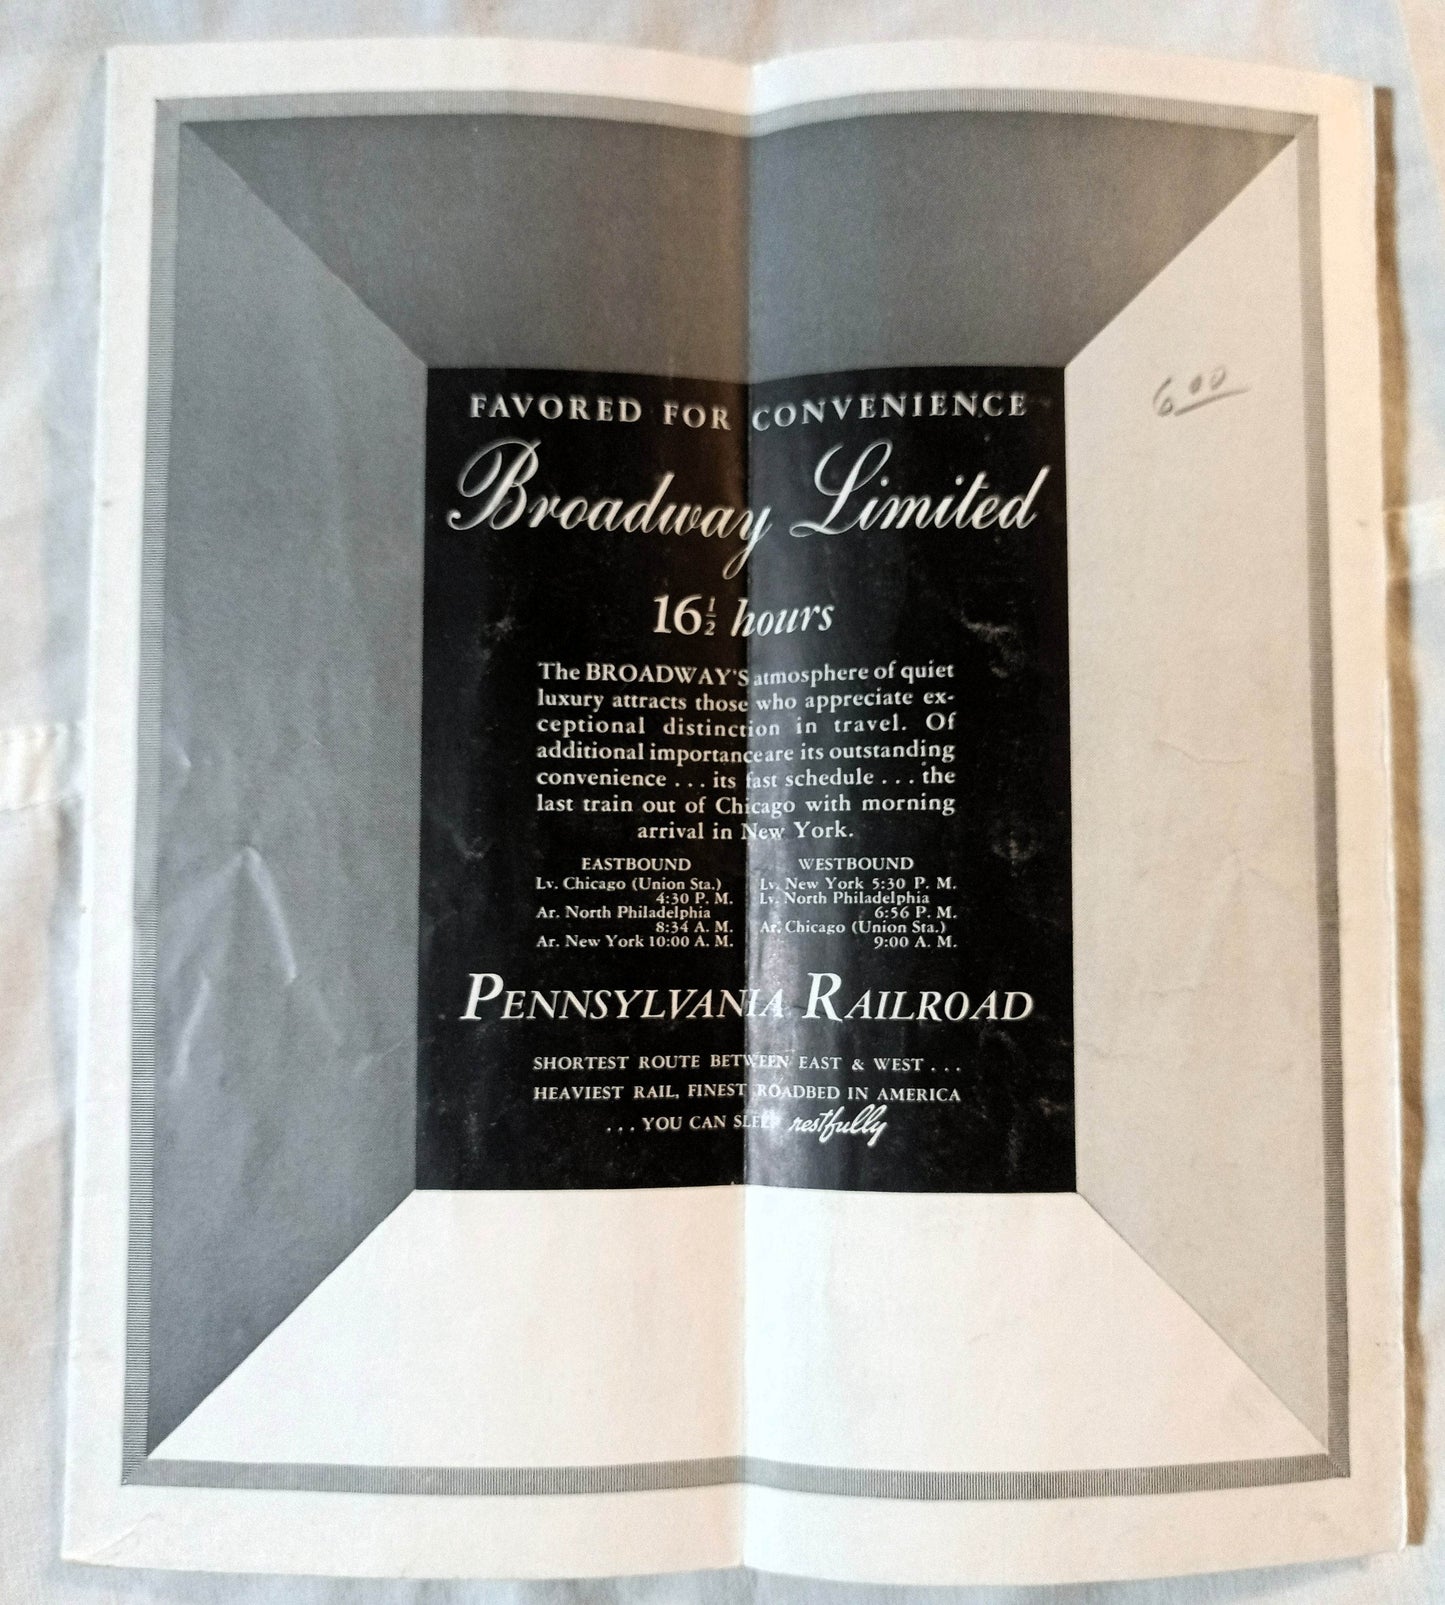 FAVORED FOR CONVENIENCE
Broadway Limited
6.00
16½ hours
The BROADWAY'S atmosphere of quiet
luxury attracts those who appreciate ex-
ceptional distinction in travel. Of
additional importance are its outstanding
convenience . . . its fast schedule . . . the
last train out of Chicago with morning
arrival in New York.
EASTBOUND
Lv. Chicago (Union Sta.)
4:30 P. M.
Ar. North Philadelphia
8:34 A. M.
Ar. New York 10:00 A. M.
WESTBOUND
Lv. New York 5:30 P. M.
Lv. North Philadelphia
6:56 P. M.
Ar. Chicago (Union Sta.)
9:00 A. M.
PENNSYLVANIA RAILROAD
SHORTEST ROUTE BETWEEN EAST & WEST . . .
HEAVIEST RAIL, FINEST ROADBED IN AMERICA
. . . YOU CAN SLEEP restfully